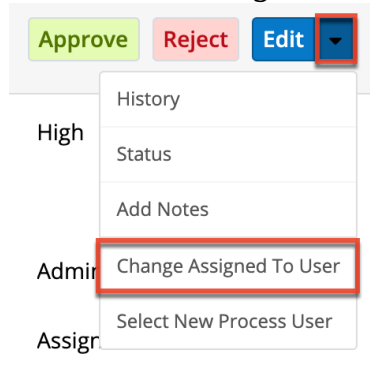 Approve Reject Edit
History
High
Status
Add Notes
Change Assigned To User
Select New Process User